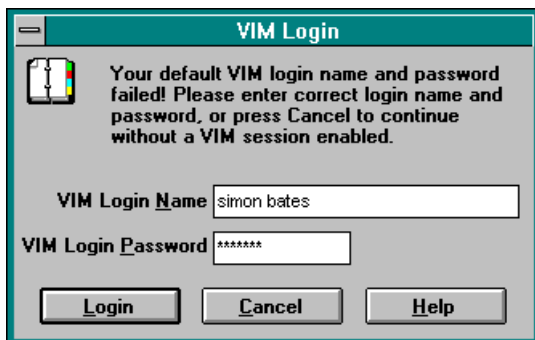 VIM Login
Your default VIM login name and password
failed! Please enter correct login name and
password, or press Cancel to continue
without a VIM session enabled.
VIM Login Name simon bates
VIM Login Password *******
Login Cancel Help